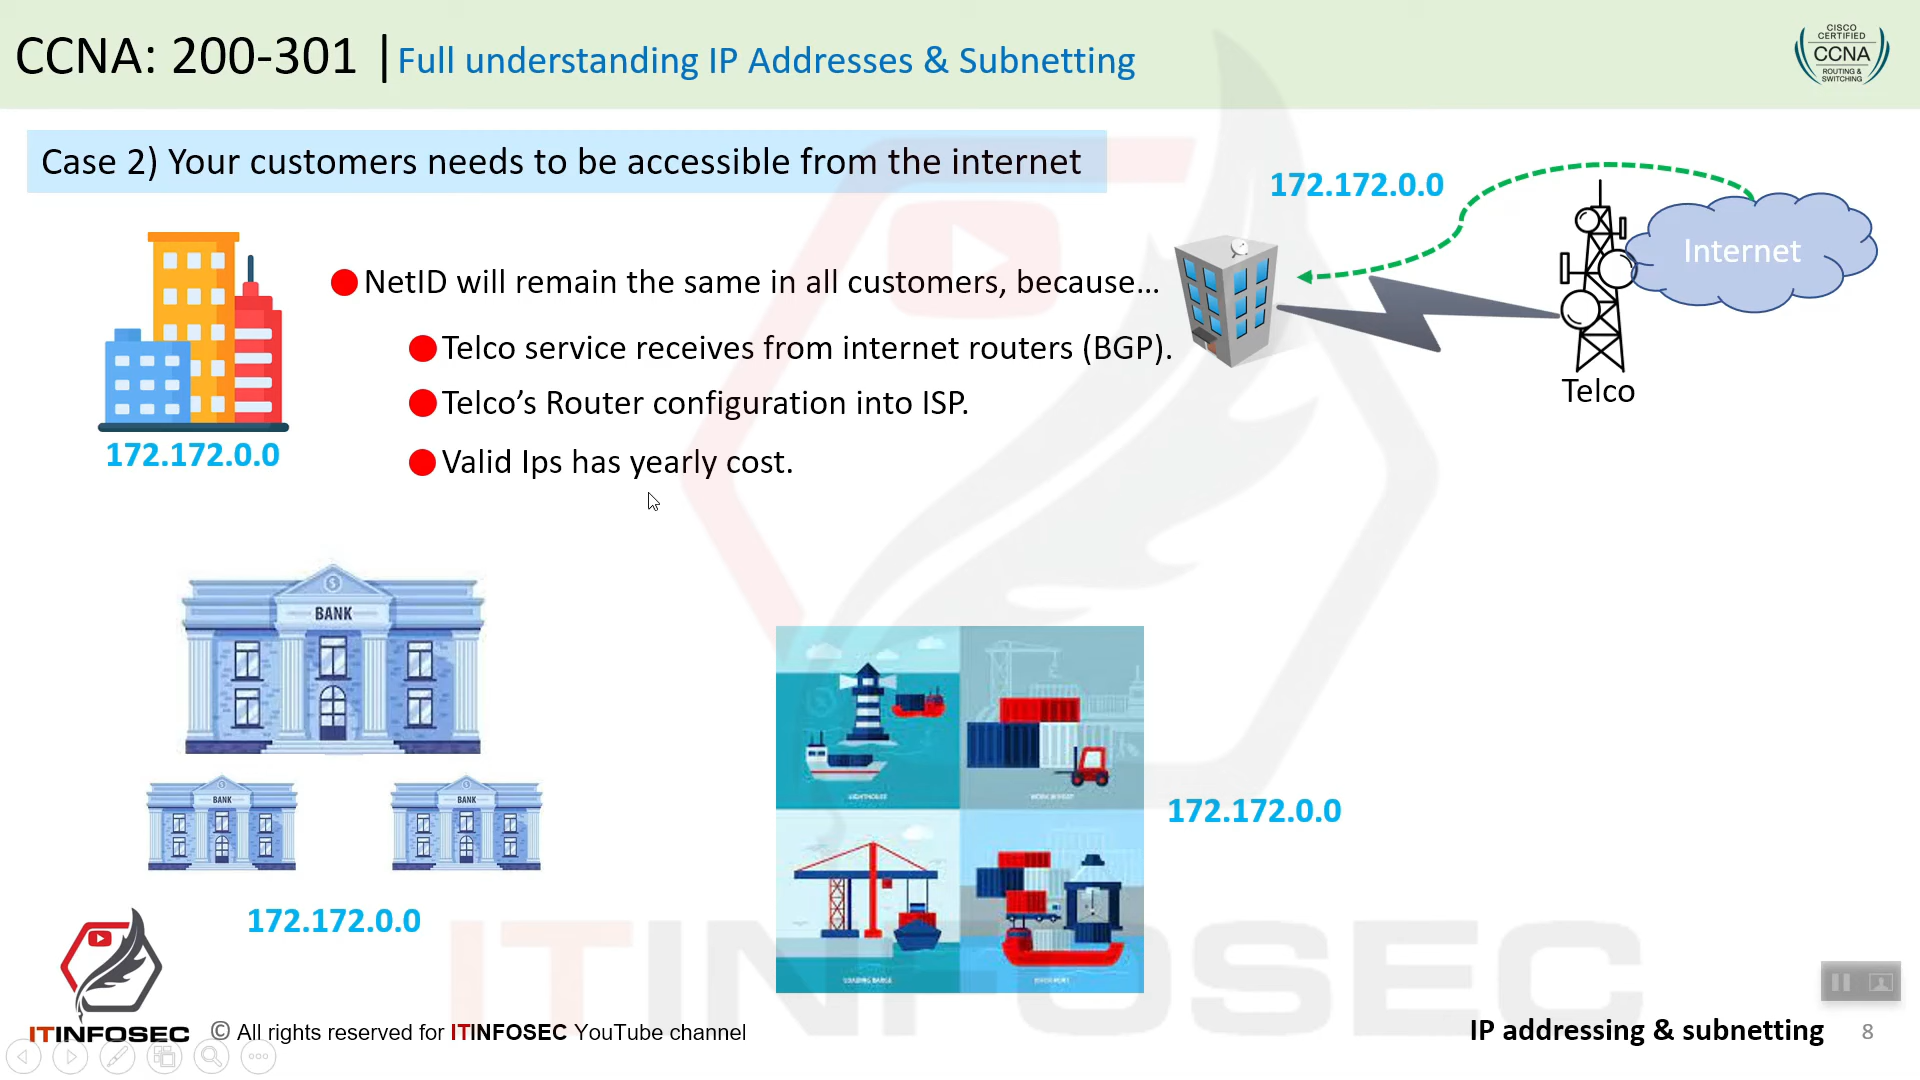 CCNA: 200-301 | Full understanding IP Addresses & Subnetting
CISCO
CERTIFIED
CCNA
ROUTING &
SWITCHING
Case 2) Your customers needs to be accessible from the internet
172.172.0.0
Internet
Telco
NetID will remain the same in all customers, because...
Telco service receives from internet routers (BGP).
Telco's Router configuration into ISP.
Valid Ips has yearly cost.
172.172.0.0
BANK
BANK
BANK
172.172.0.0
LIGHTHOUSE
LOADING BARGE
172.172.0.0
ITINFOSEC
ITINFOSEC
© All rights reserved for ITINFOSEC YouTube channel
IP addressing & subnetting
8